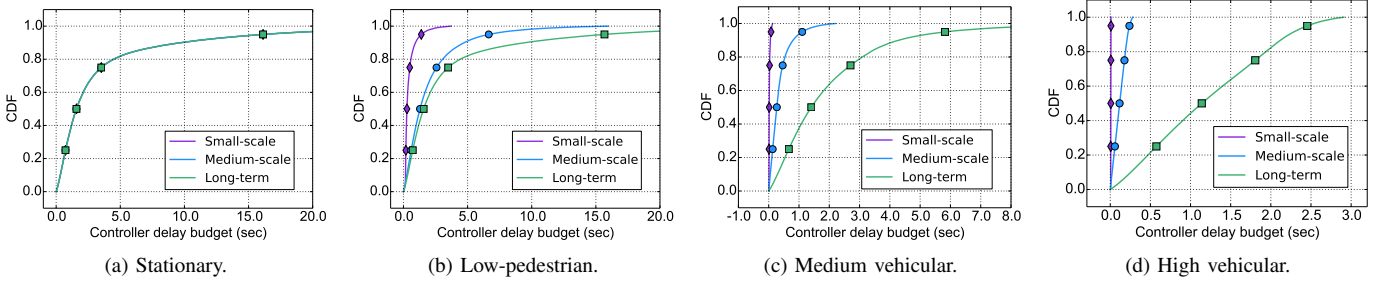 CDF
1.0
0.8
0.6
0.4
0.2
0.0
Small-scale
Medium-scale
Long-term
0.0 5.0 10.0 15.0 20.0
Controller delay budget (sec)
(a) Stationary.
CDF
1.0
0.8
0.6
0.4
0.2
0.0
Small-scale
Medium-scale
Long-term
0.0 5.0 10.0 15.0 20.0
Controller delay budget (sec)
(b) Low-pedestrian.
CDF
1.0
0.8
0.6
0.4
0.2
0.0
Small-scale
Medium-scale
Long-term
-1.0 0.0 1.0 2.0 3.0 4.0 5.0 6.0 7.0 8.0
Controller delay budget (sec)
(c) Medium vehicular.
CDF
1.0
0.8
0.6
0.4
0.2
0.0
Small-scale
Medium-scale
Long-term
0.0 0.5 1.0 1.5 2.0 2.5 3.0
Controller delay budget (sec)
(d) High vehicular.